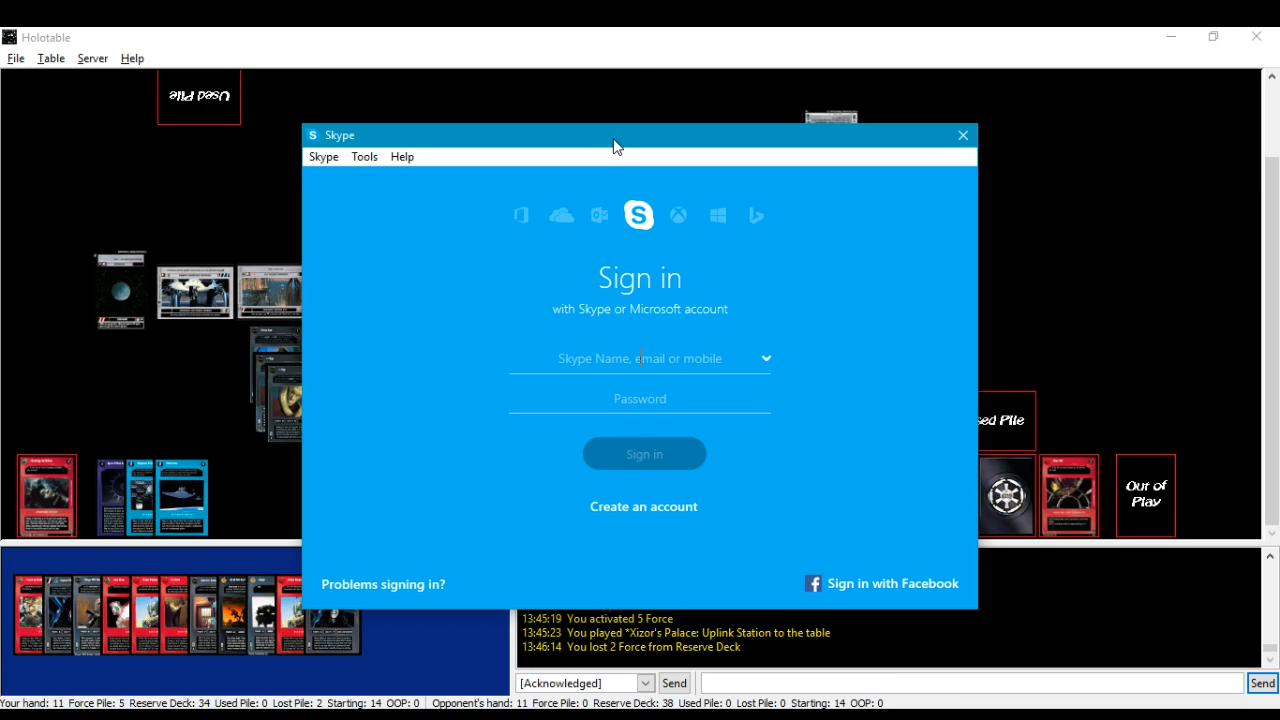 Holotable
File Table Server Help
Used Pile
Skype
Skype Tools Help
Sign in
with Skype or Microsoft account
Skype Name, email or mobile
Password
Sign in
Create an account
Problems signing in?
Sign in with Facebook
sed Pile
Out of
Play
13:45:19 You activated 5 Force
13:45:23 You played *Xizor's Palace: Uplink Station to the table
13:46:14 You lost 2 Force from Reserve Deck
[Acknowledged] Send Send
Your hand: 11 Force Pile: 5 Reserve Deck: 34 Used Pile: 0 Lost Pile: 2 Starting: 14 OOP: 0 Opponent's hand: 11 Force Pile: 0 Reserve Deck: 38 Used Pile: 0 Lost Pile: 0 Starting: 14 OOP: 0